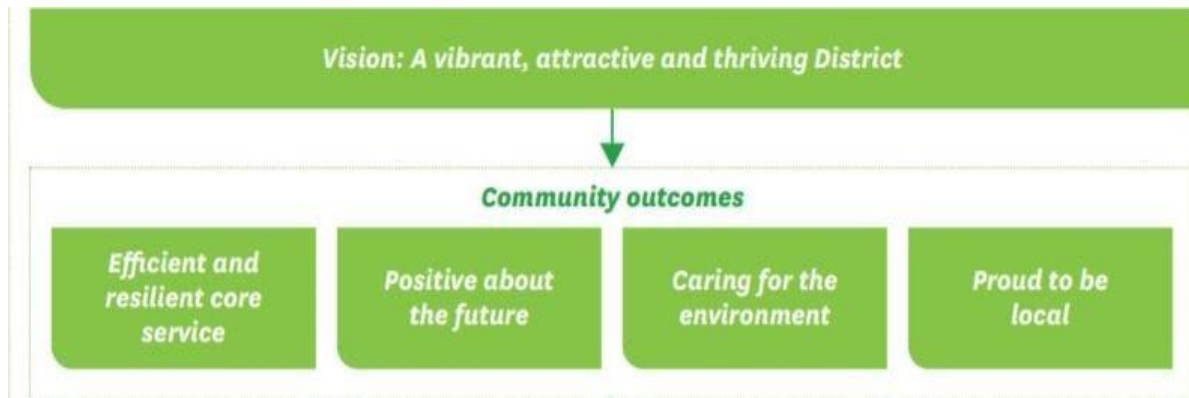 Vision: A vibrant, attractive and thriving District
Community outcomes
Efficient and
resilient core
service
Positive about
the future
Caring for the
environment
Proud to be
local